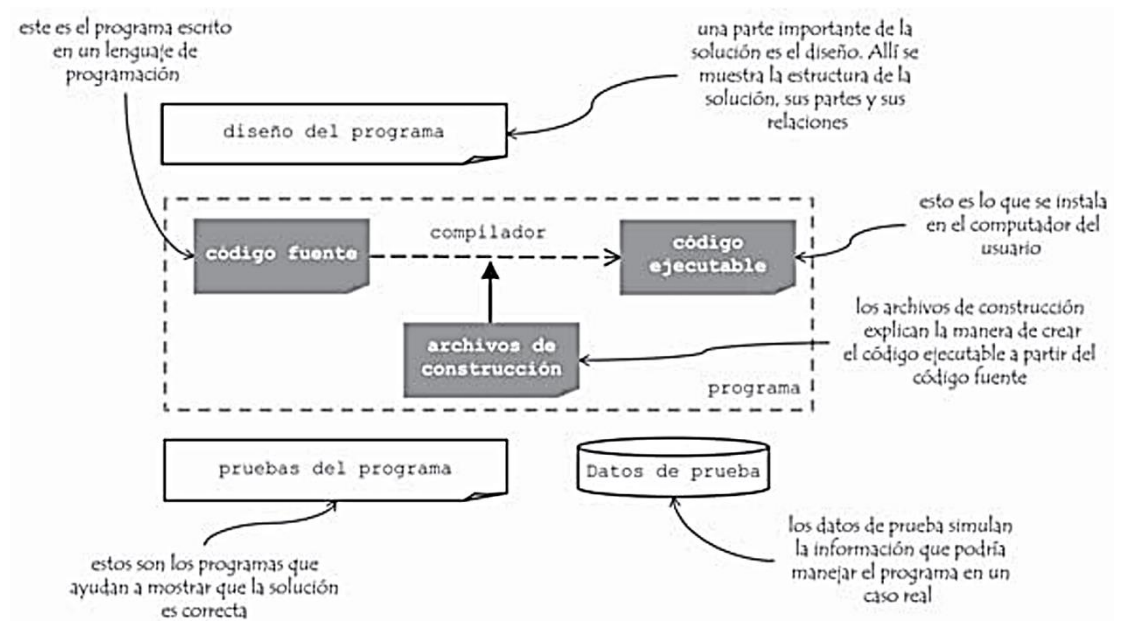 este es el programa escrito
en un lenguaje de
programación
una parte importante de la
solución es el diseño. Allí se
muestra la estructura de la
solución, sus partes y sus
relaciones
diseño del programa
código fuente
compilador
código
ejecutable
esto es lo que se instala
en el computador del
usuario
archivos de
construcción
los archivos de construcción
explican la manera de crear
el código ejecutable a partir del
código fuente
programa
pruebas del programa
Datos de prueba
estos son los programas que
ayudan a mostrar que la solución
es correcta
los datos de prueba simulan
la información que podría
manejar el programa en un
caso real